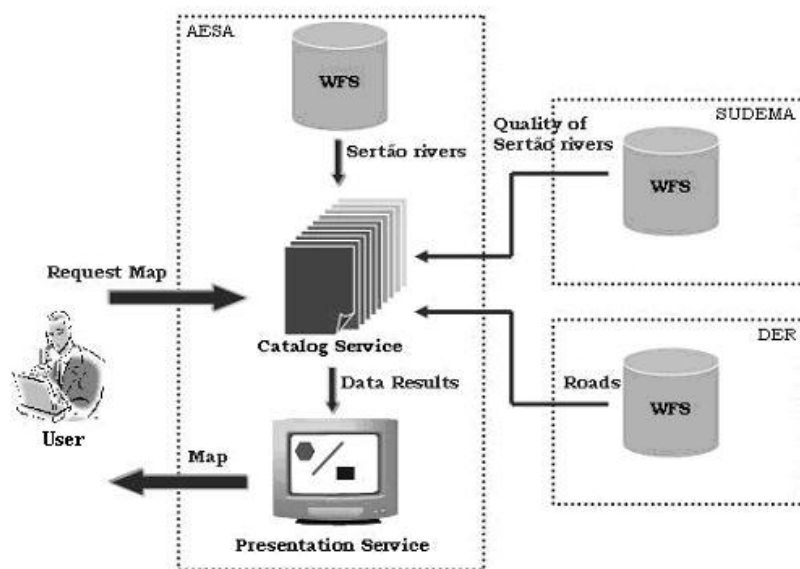 AESA
WFS
Sertão rivers
Quality of
Sertão rivers
SUDEMA
WFS
Request Map
Catalog Service
DER
Roads
WFS
Data Results
User
Map
Presentation Service